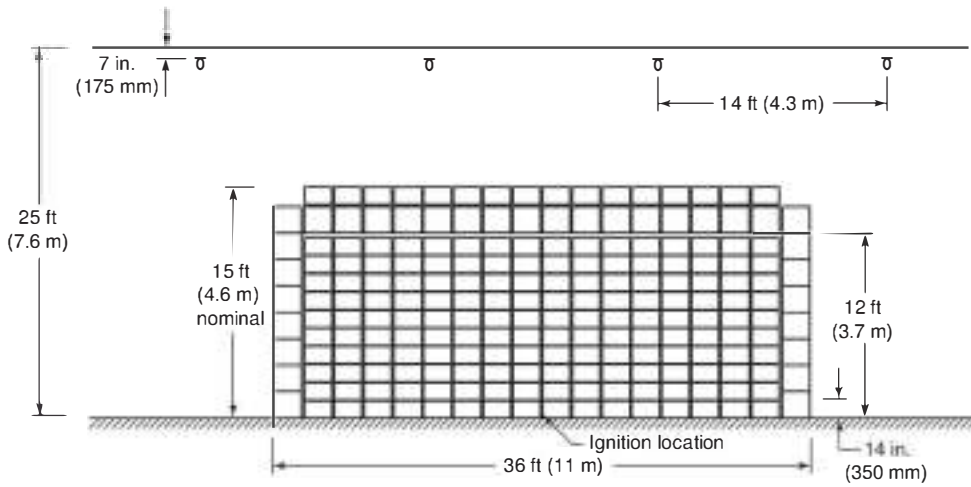 7 in.
(175 mm)
14 ft (4.3 m)
25 ft
(7.6 m)
15 ft
(4.6 m)
nominal
12 ft
(3.7 m)
Ignition location
36 ft (11 m)
14 in.
(350 mm)